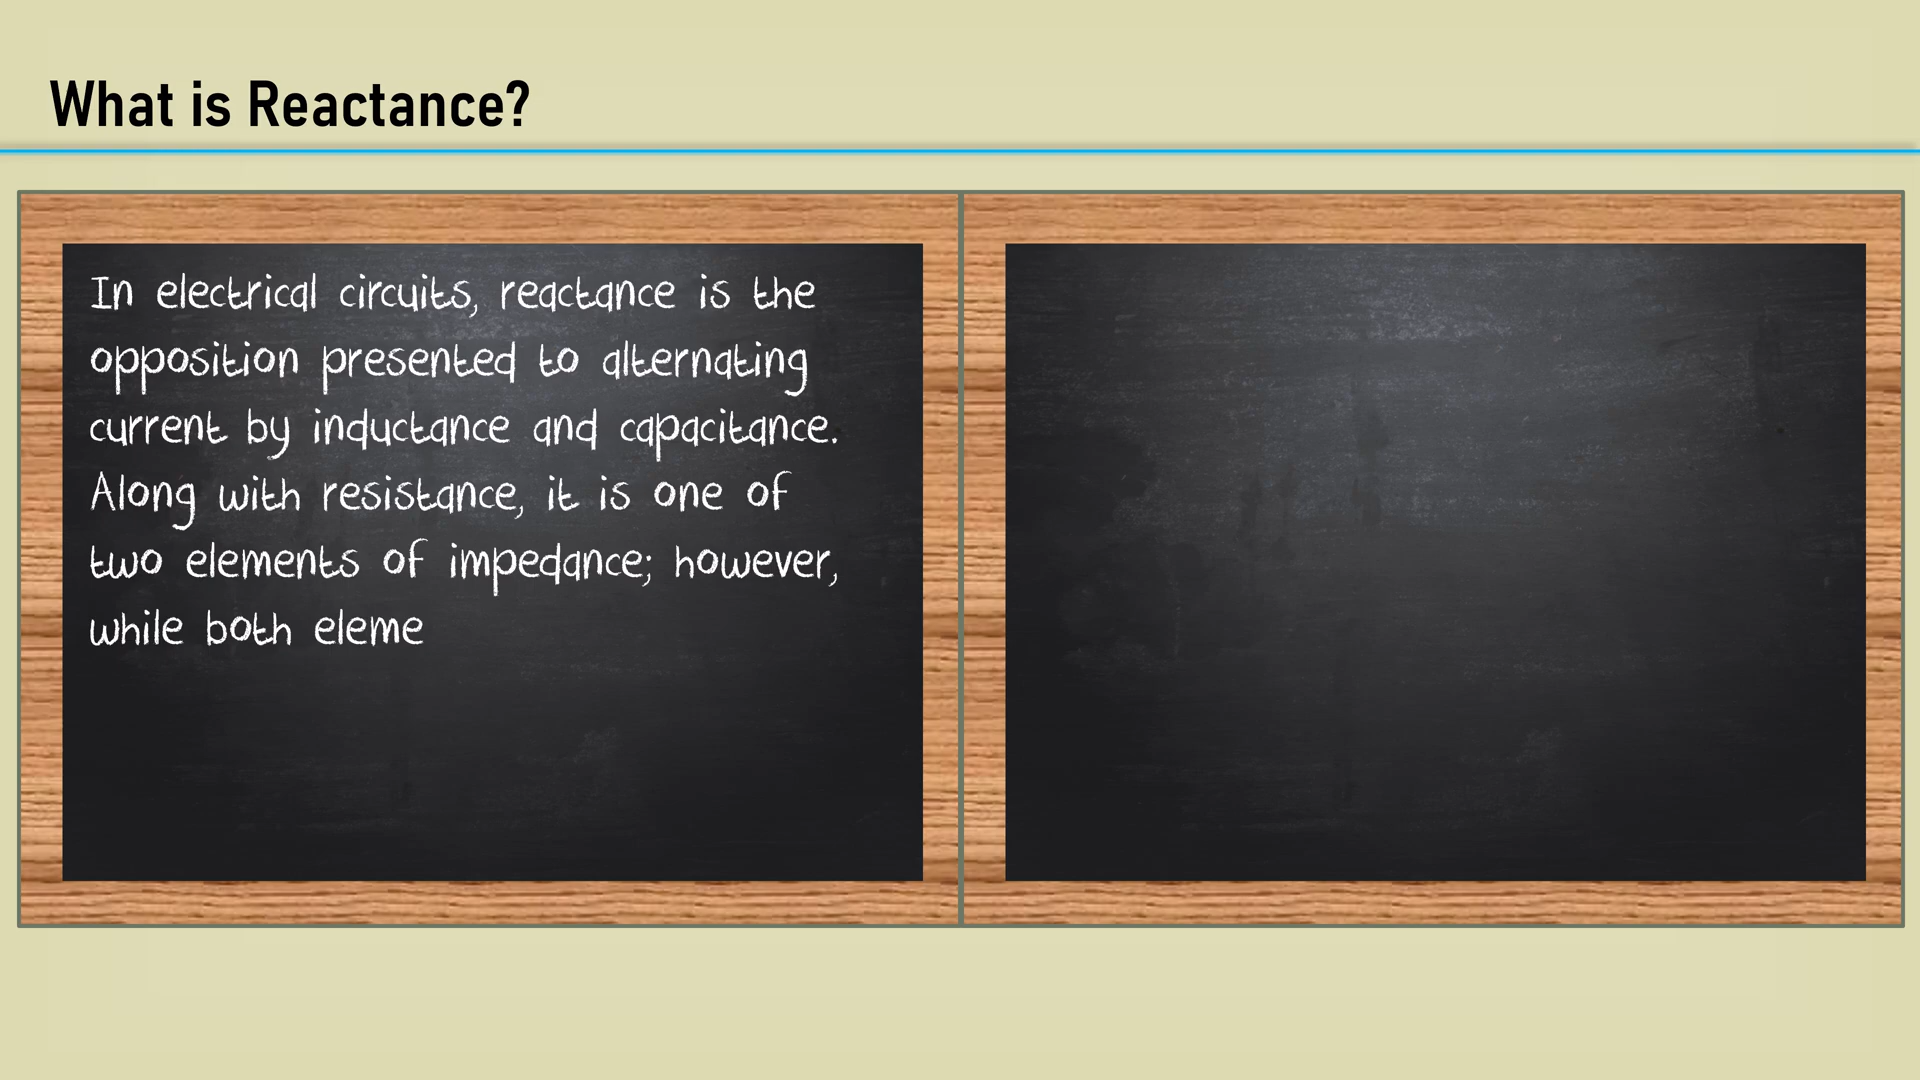 What is Reactance?
In electrical circuits, reactance is the
opposition presented to alternating
current by inductance and capacitance.
Along with resistance, it is one of
two elements of impedance; however,
while both eleme